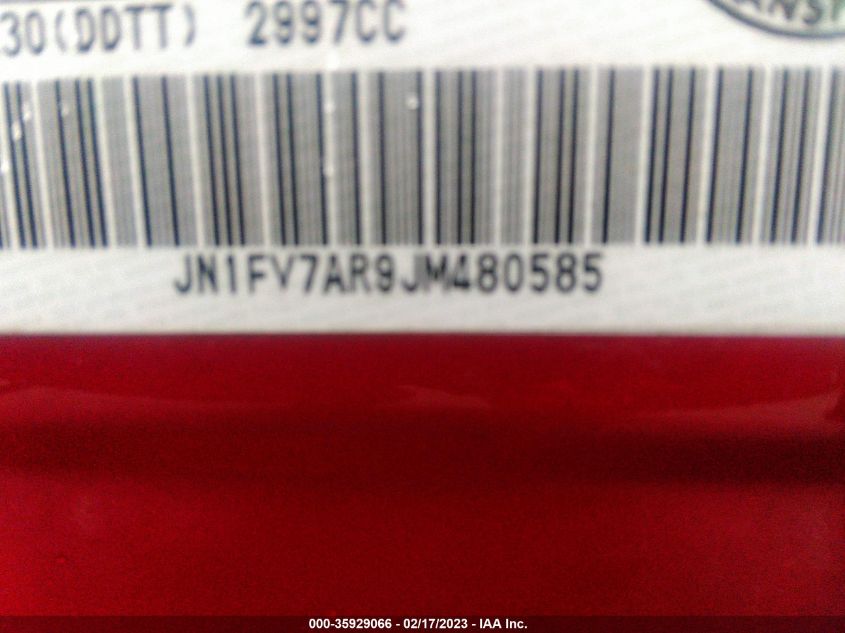 30(DDTT) 2997CC
JN1FV7AR9JM480585
000-35929066 - 02/17/2023 - IAA Inc.